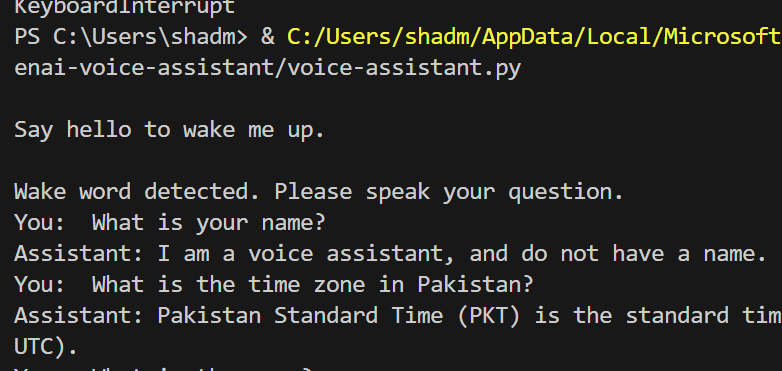 KeyboardInterrupt
PS C:\Users\shadm> & C:/Users/shadm/AppData/Local/Microsoft
enai-voice-assistant/voice-assistant.py
Say hello to wake me up.
Wake word detected. Please speak your question.
You:  What is your name?
Assistant: I am a voice assistant, and do not have a name.
You:  What is the time zone in Pakistan?
Assistant: Pakistan Standard Time (PKT) is the standard tim
UTC).